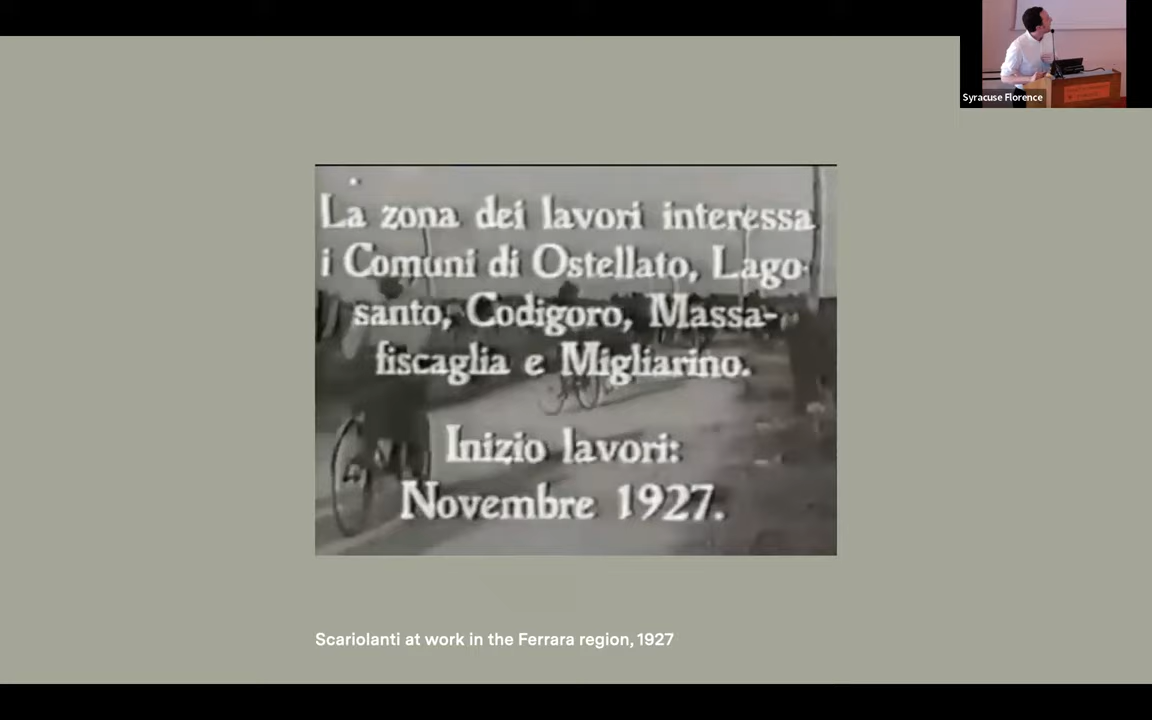 Syracuse Florence
La zona dei lavori interessa
i Comuni di Ostellato, Lago-
santo, Codigoro, Massa-
fiscaglia e Migliarino.
Inizio lavori:
Novembre 1927.
Scariolanti at work in the Ferrara region, 1927